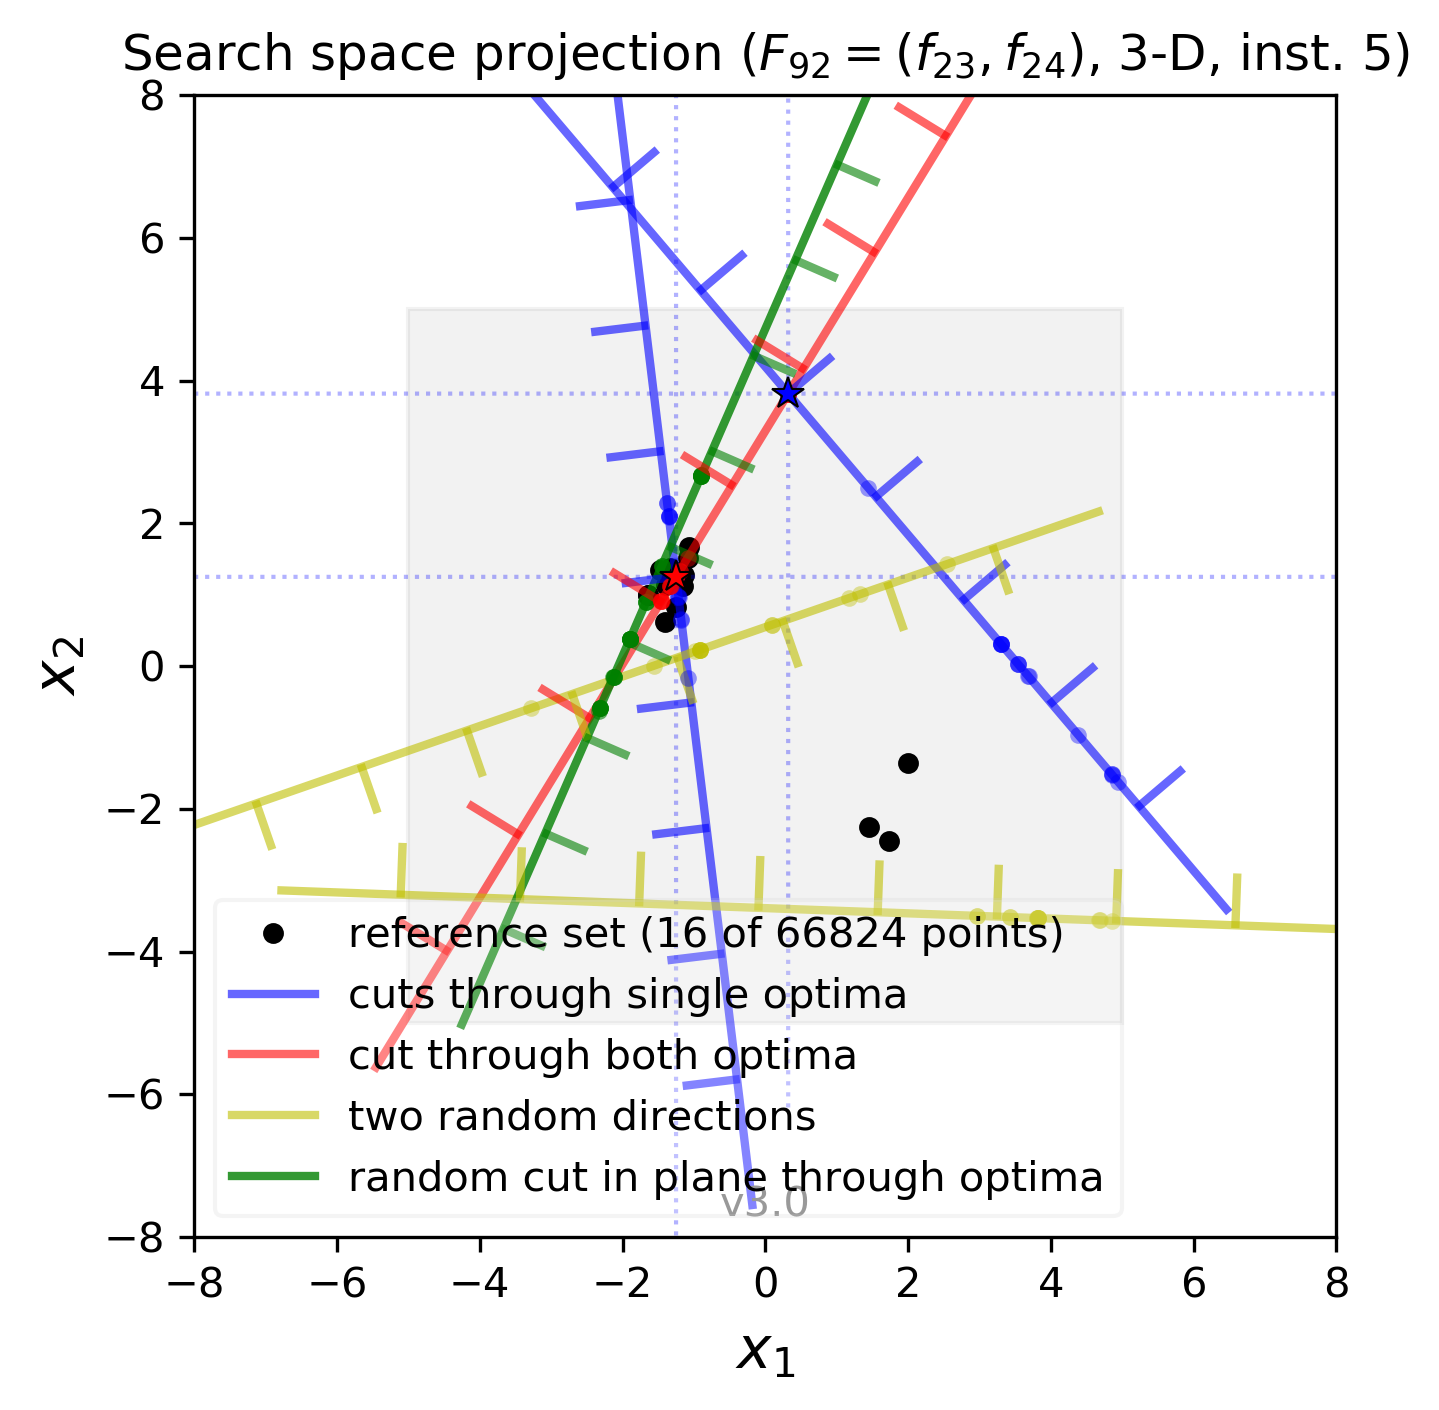 Search space projection (F₉₂ = (f₂₃, f₂₄), 3-D, inst. 5)
8
6
4
2
0
−2
−4
−6
−8
x₂
reference set (16 of 66824 points)
cuts through single optima
cut through both optima
two random directions
random cut in plane through optima
v3.0
−8 −6 −4 −2 0 2 4 6 8
x₁